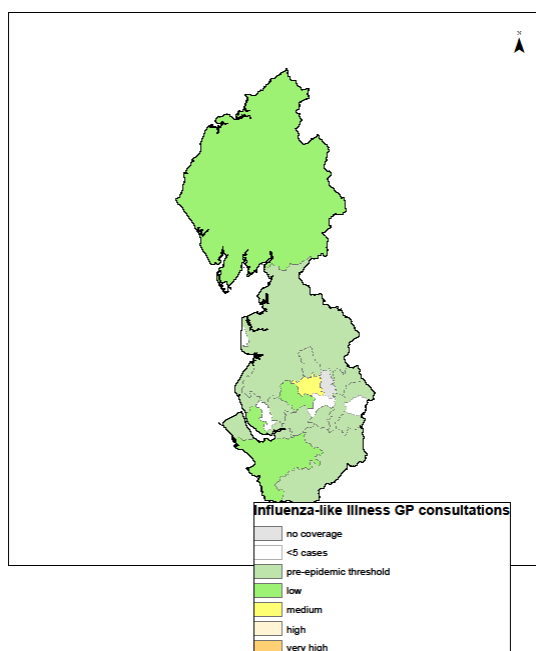 N
Influenza-like Illness GP consultations
no coverage
<5 cases
pre-epidemic threshold
low
medium
high
very high